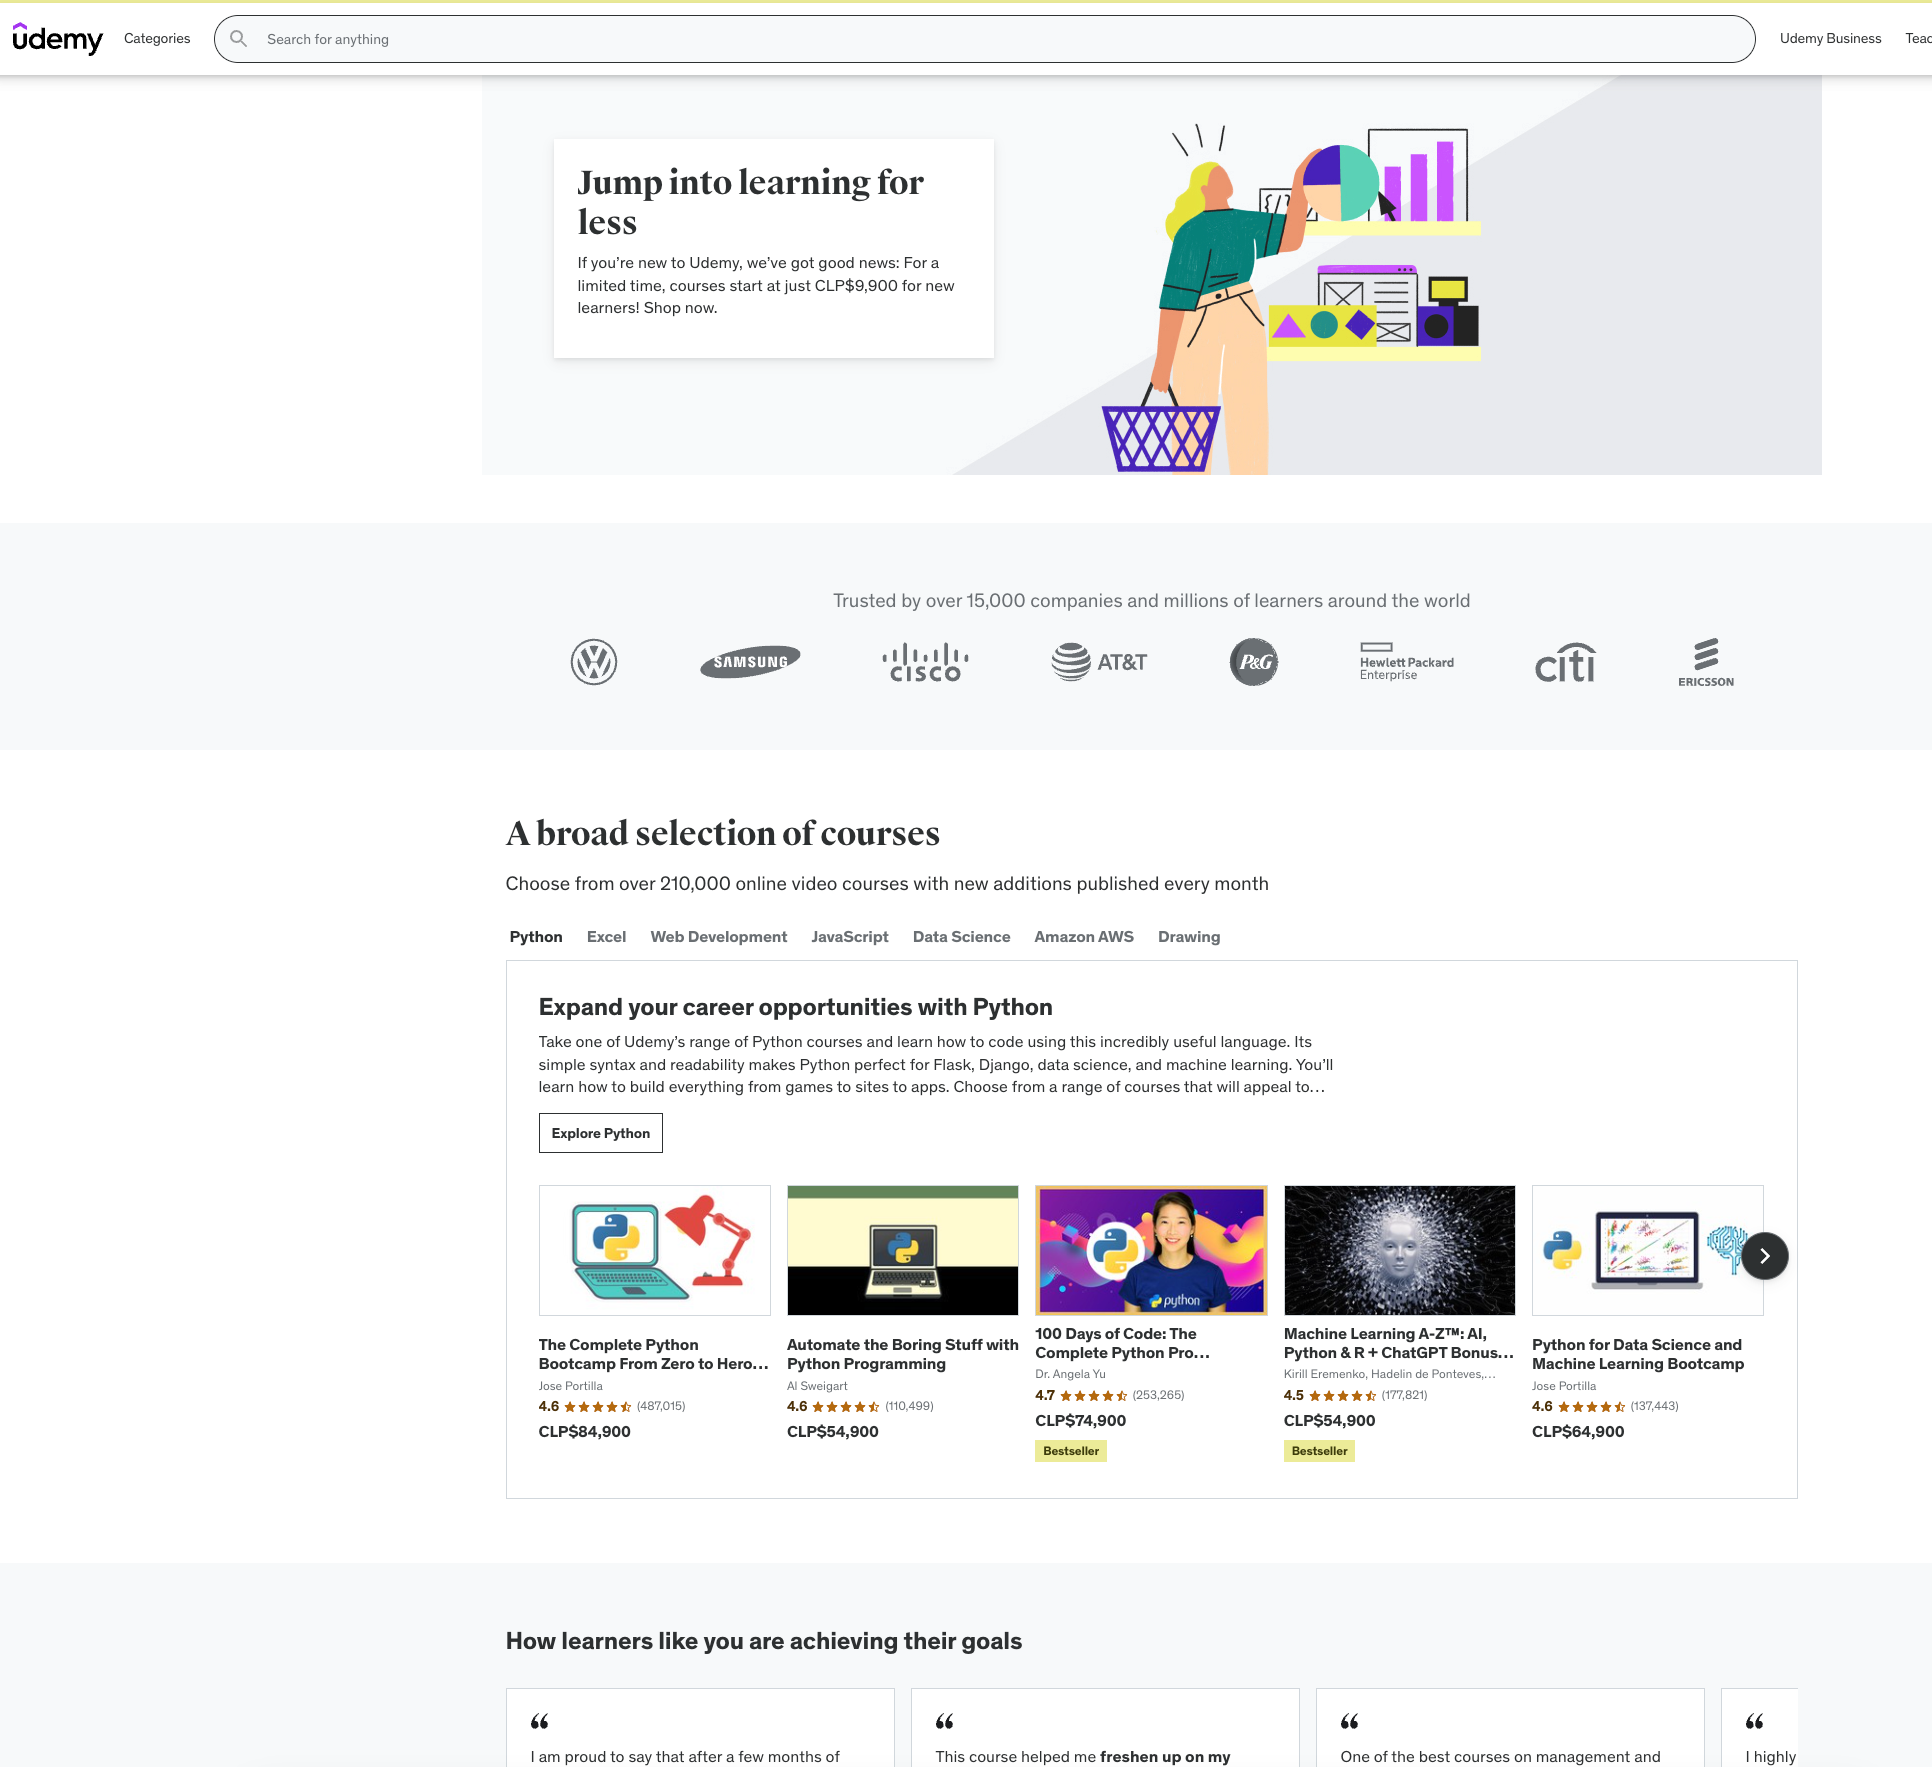 udemy
Categories
Search for anything
Udemy Business
Jump into learning for
less
If you’re new to Udemy, we’ve got good news: For a
limited time, courses start at just CLP$9,900 for new
learners! Shop now.
Trusted by over 15,000 companies and millions of learners around the world
SAMSUNG
CISCO
AT&T
P&G
Hewlett Packard
Enterprise
citi
ERICSSON
A broad selection of courses
Choose from over 210,000 online video courses with new additions published every month
Python
Excel
Web Development
JavaScript
Data Science
Amazon AWS
Drawing
Expand your career opportunities with Python
Take one of Udemy’s range of Python courses and learn how to code using this incredibly useful language. Its
simple syntax and readability makes Python perfect for Flask, Django, data science, and machine learning. You’ll
learn how to build everything from games to sites to apps. Choose from a range of courses that will appeal to…
Explore Python
The Complete Python
Bootcamp From Zero to Hero…
Jose Portilla
4.6 (487,015)
CLP$84,900
Automate the Boring Stuff with
Python Programming
Al Sweigart
4.6 (110,499)
CLP$54,900
python
100 Days of Code: The
Complete Python Pro…
Dr. Angela Yu
4.7 (253,265)
CLP$74,900
Bestseller
Machine Learning A-Z™: AI,
Python & R + ChatGPT Bonus…
Kirill Eremenko, Hadelin de Ponteves,…
4.5 (177,821)
CLP$54,900
Bestseller
Python for Data Science and
Machine Learning Bootcamp
Jose Portilla
4.6 (137,443)
CLP$64,900
How learners like you are achieving their goals
“
I am proud to say that after a few months of
“
This course helped me freshen up on my
“
One of the best courses on management and
“
I highly